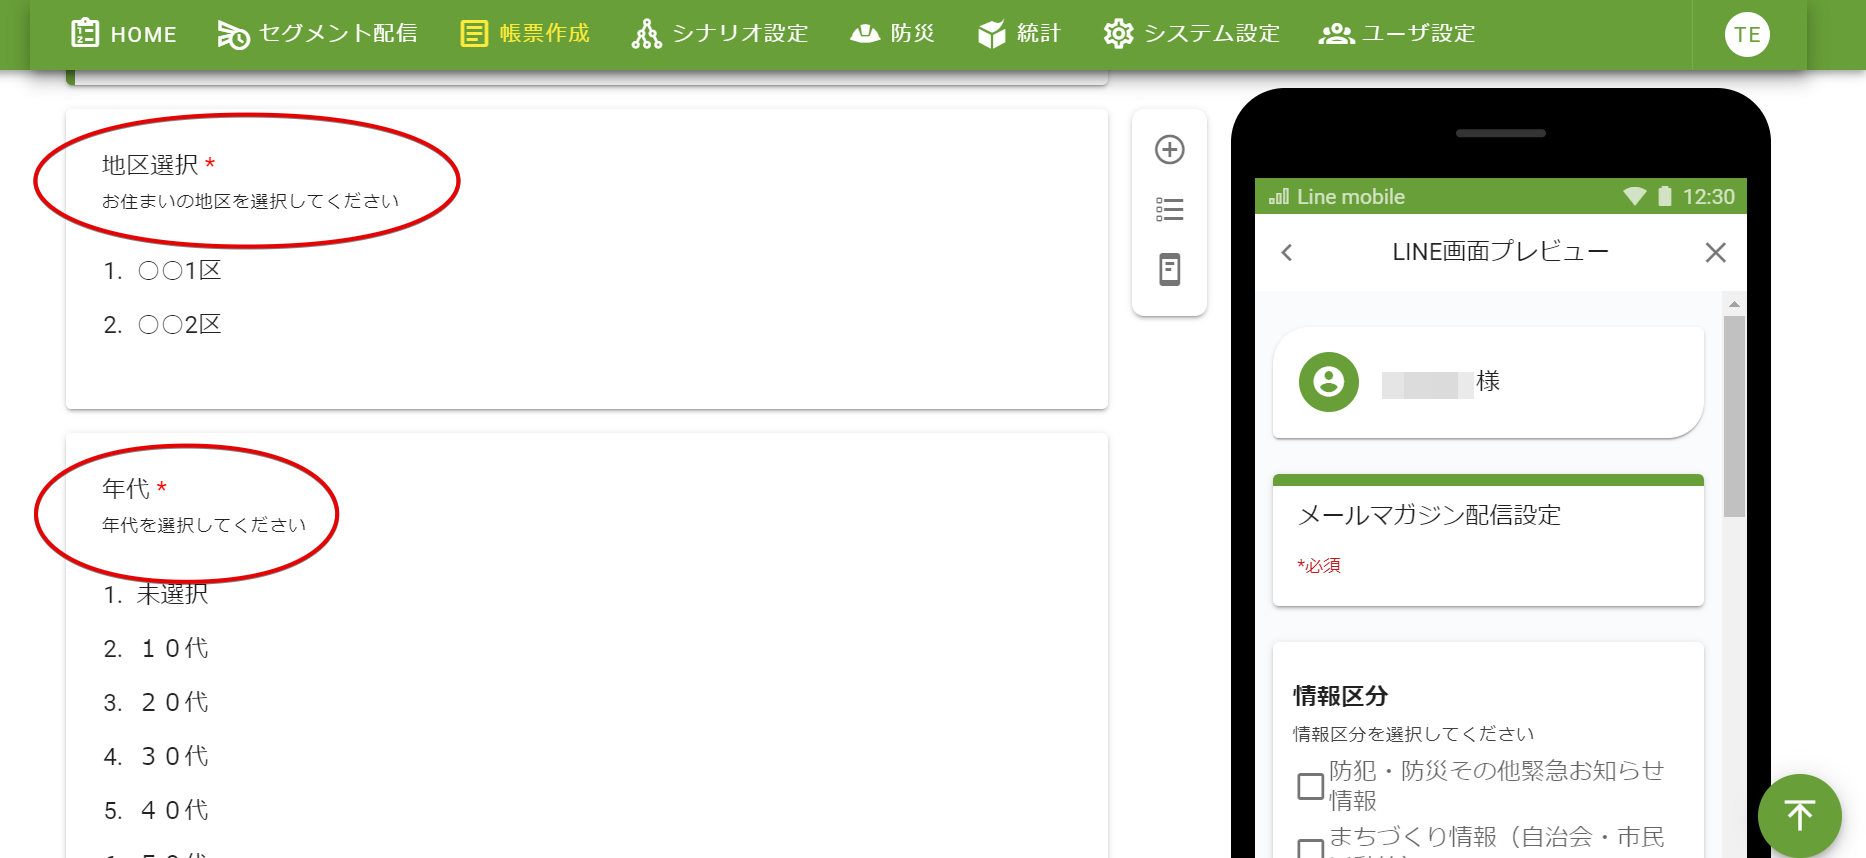 HOME セグメント配信 帳票作成 シナリオ設定 防災 統計 システム設定 ユーザ設定 TE
地区選択 *
お住まいの地区を選択してください
1. 〇〇1区
2. 〇〇2区
年代 *
年代を選択してください
1. 未選択
2. １０代
3. ２０代
4. ３０代
5. ４０代
Line mobile 12:30
LINE画面プレビュー
様
メールマガジン配信設定
*必須
情報区分
情報区分を選択してください
防犯・防災その他緊急お知らせ
情報
まちづくり情報（自治会・市民